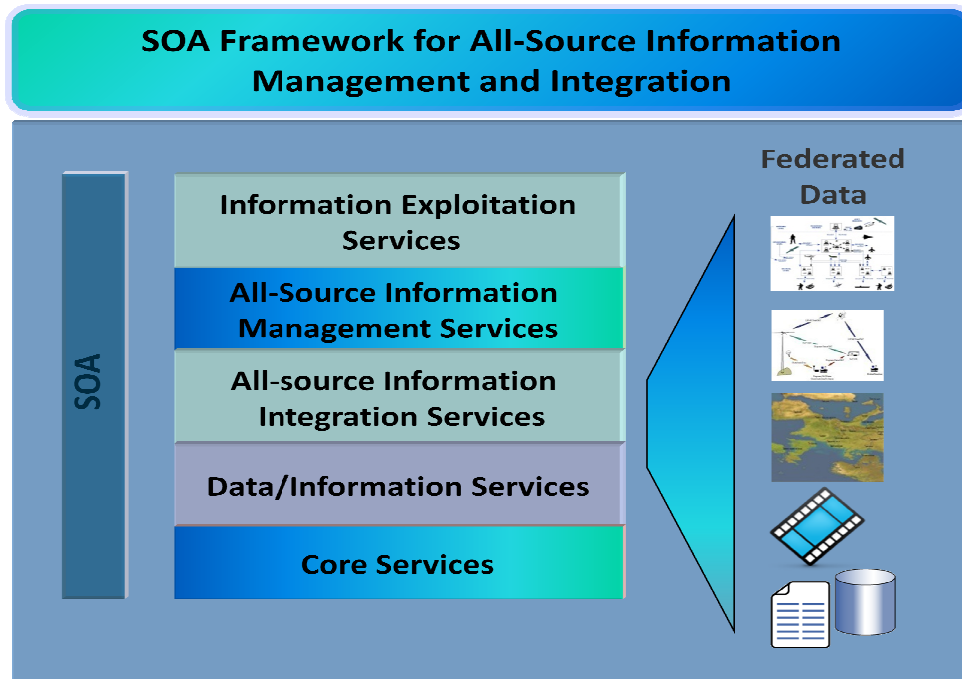 SOA Framework for All-Source Information
Management and Integration
SOA
Information Exploitation
Services
All-Source Information
Management Services
All-source Information
Integration Services
Data/Information Services
Core Services
Federated
Data